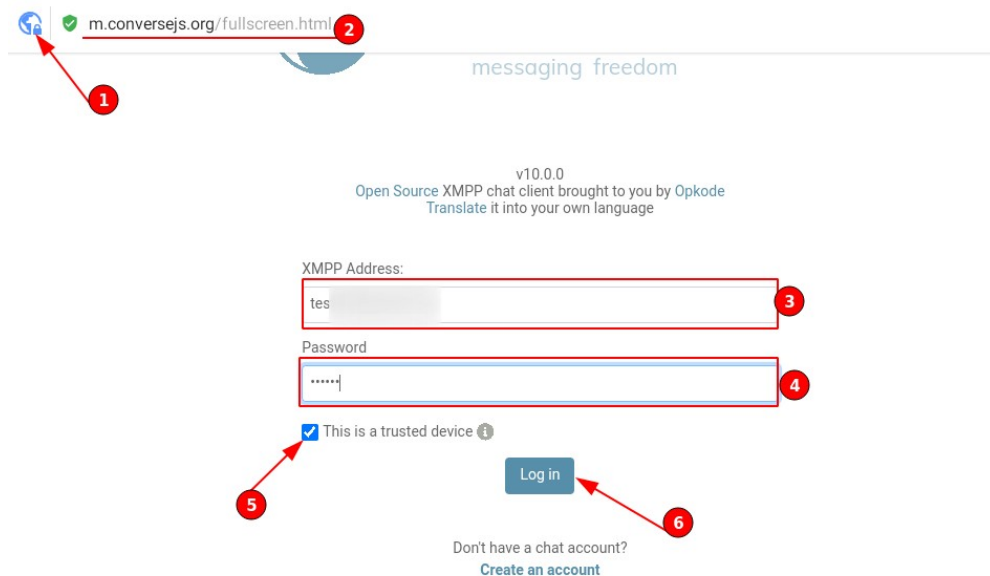 m.conversejs.org/fullscreen.html
2
1
messaging freedom
v10.0.0
Open Source XMPP chat client brought to you by Opkode
Translate it into your own language
XMPP Address:
tes
3
Password
••••••
4
This is a trusted device i
5
Log in
6
Don't have a chat account?
Create an account